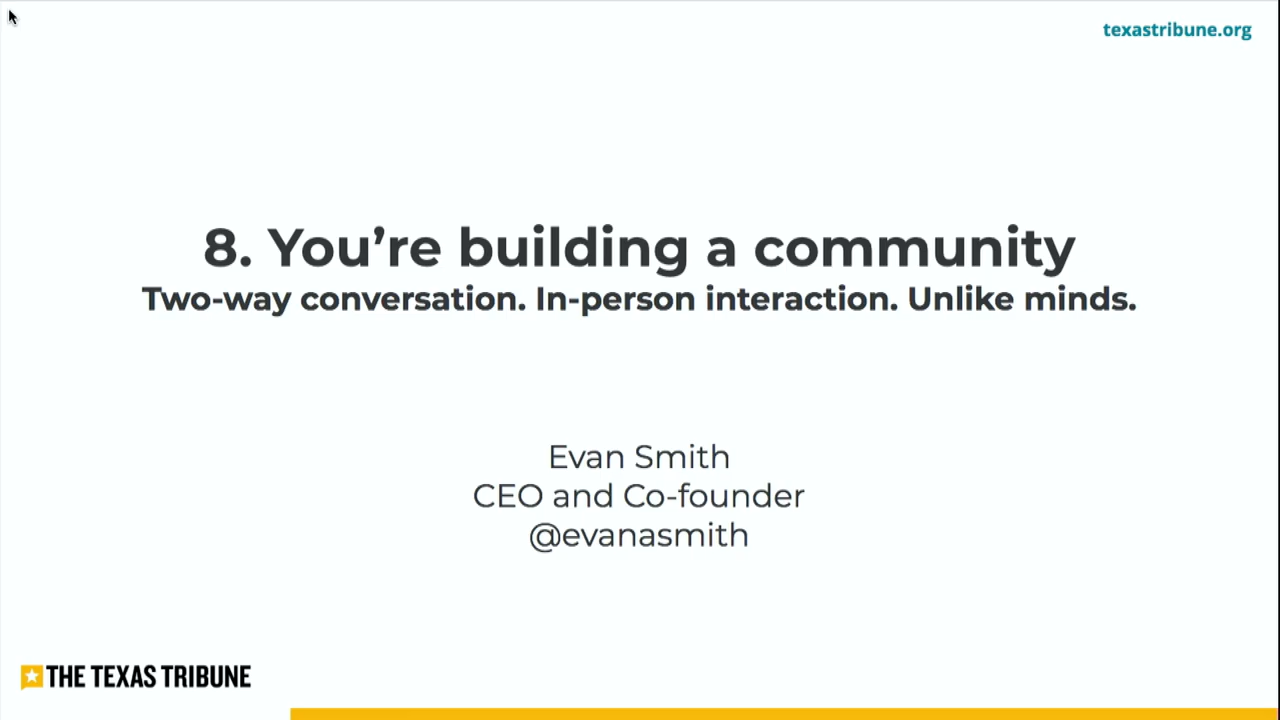 texastribune.org
8. You’re building a community
Two-way conversation. In-person interaction. Unlike minds.
Evan Smith
CEO and Co-founder
@evanasmith
THE TEXAS TRIBUNE